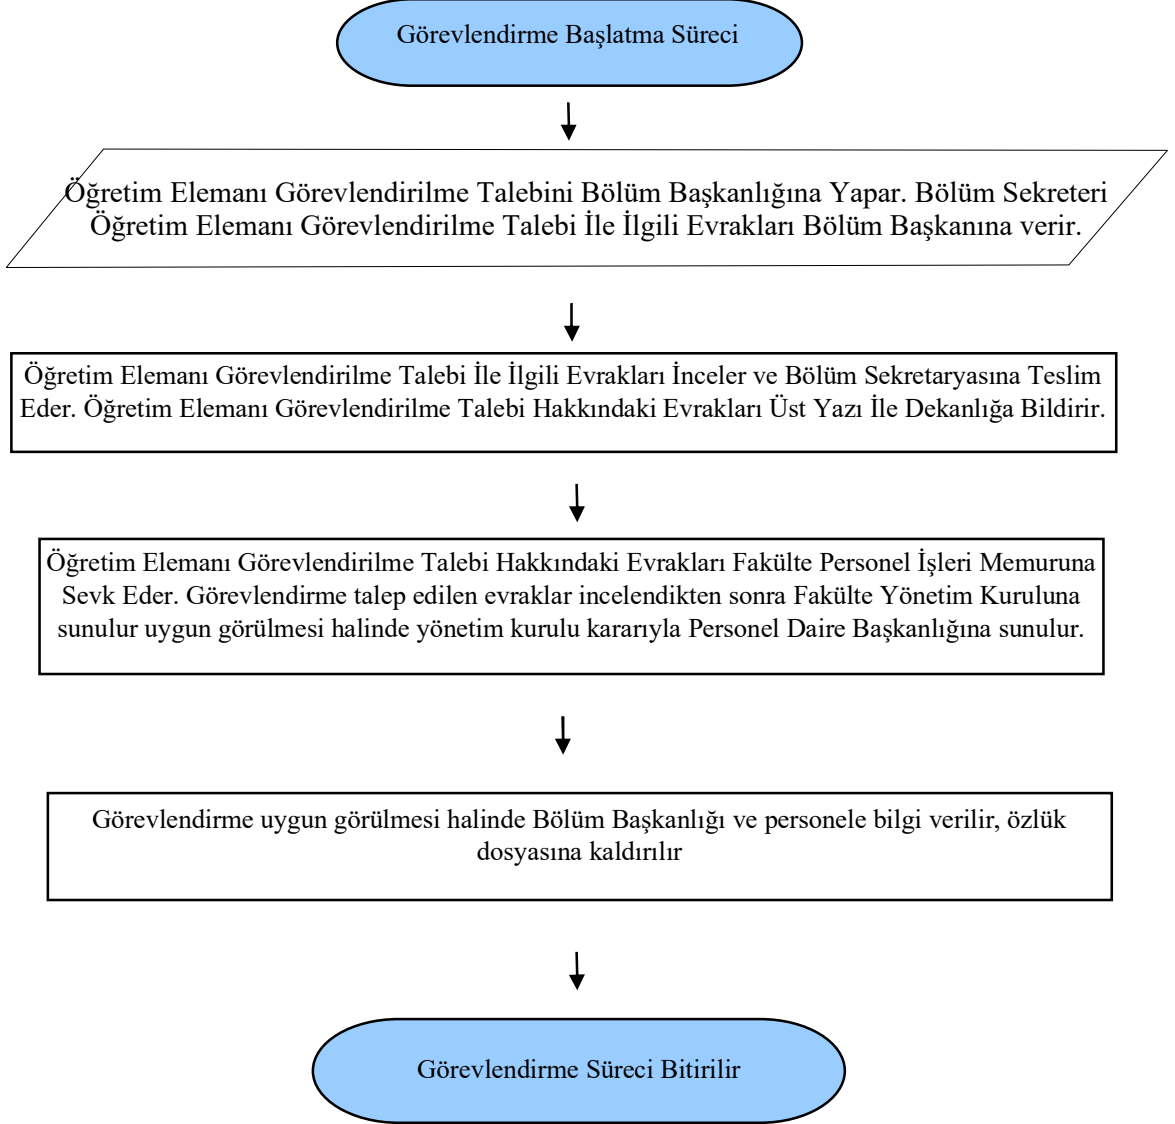 Görevlendirme Başlatma Süreci
Öğretim Elemanı Görevlendirilme Talebini Bölüm Başkanlığına Yapar. Bölüm Sekreteri
Öğretim Elemanı Görevlendirilme Talebi İle İlgili Evrakları Bölüm Başkanına verir.
Öğretim Elemanı Görevlendirilme Talebi İle İlgili Evrakları İnceler ve Bölüm Sekretaryasına Teslim
Eder. Öğretim Elemanı Görevlendirilme Talebi Hakkındaki Evrakları Üst Yazı İle Dekanlığa Bildirir.
Öğretim Elemanı Görevlendirilme Talebi Hakkındaki Evrakları Fakülte Personel İşleri Memuruna
Sevk Eder. Görevlendirme talep edilen evraklar incelendikten sonra Fakülte Yönetim Kuruluna
sunulur uygun görülmesi halinde yönetim kurulu kararıyla Personel Daire Başkanlığına sunulur.
Görevlendirme uygun görülmesi halinde Bölüm Başkanlığı ve personele bilgi verilir, özlük
dosyasına kaldırılır
Görevlendirme Süreci Bitirilir